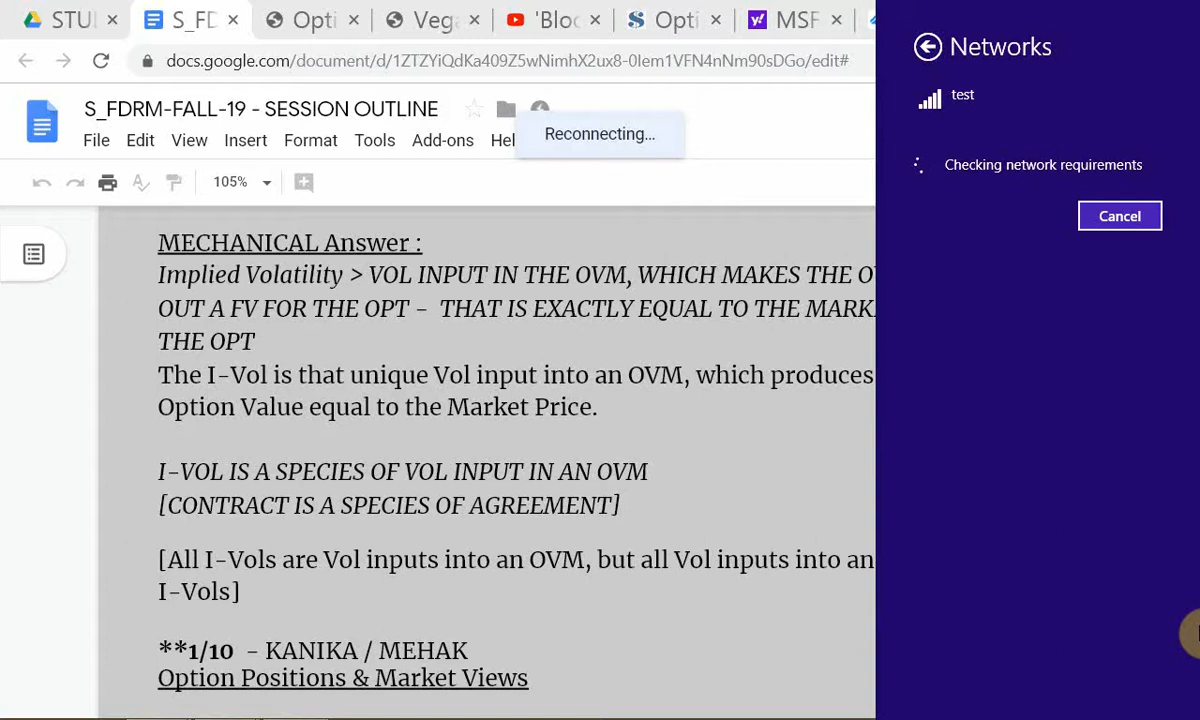 STUI
S_FD
Opti
Vega
'Bloc
Opti
MSF
docs.google.com/document/d/1ZTZYiQdKa409Z5wNimhX2ux8-0Iem1VFN4nNm90sDGo/edit#
S_FDRM-FALL-19 - SESSION OUTLINE
File Edit View Insert Format Tools Add-ons Hel
Reconnecting...
105%
MECHANICAL Answer :
Implied Volatility > VOL INPUT IN THE OVM, WHICH MAKES THE OV
OUT A FV FOR THE OPT - THAT IS EXACTLY EQUAL TO THE MARK
THE OPT
The I-Vol is that unique Vol input into an OVM, which produces
Option Value equal to the Market Price.
I-VOL IS A SPECIES OF VOL INPUT IN AN OVM
[CONTRACT IS A SPECIES OF AGREEMENT]
[All I-Vols are Vol inputs into an OVM, but all Vol inputs into an
I-Vols]
**1/10 - KANIKA / MEHAK
Option Positions & Market Views
Networks
test
Checking network requirements
Cancel